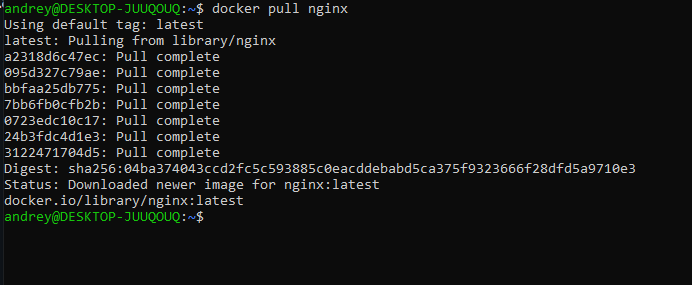 andrey@DESKTOP-JUUQOUQ:~$ docker pull nginx
Using default tag: latest
latest: Pulling from library/nginx
a2318d6c47ec: Pull complete
095d327c79ae: Pull complete
bbfaa25db775: Pull complete
7bb6fb0cfb2b: Pull complete
0723edc10c17: Pull complete
24b3fdc4d1e3: Pull complete
3122471704d5: Pull complete
Digest: sha256:04ba374043ccd2fc5c593885c0eacddebabd5ca375f9323666f28dfd5a9710e3
Status: Downloaded newer image for nginx:latest
docker.io/library/nginx:latest
andrey@DESKTOP-JUUQOUQ:~$